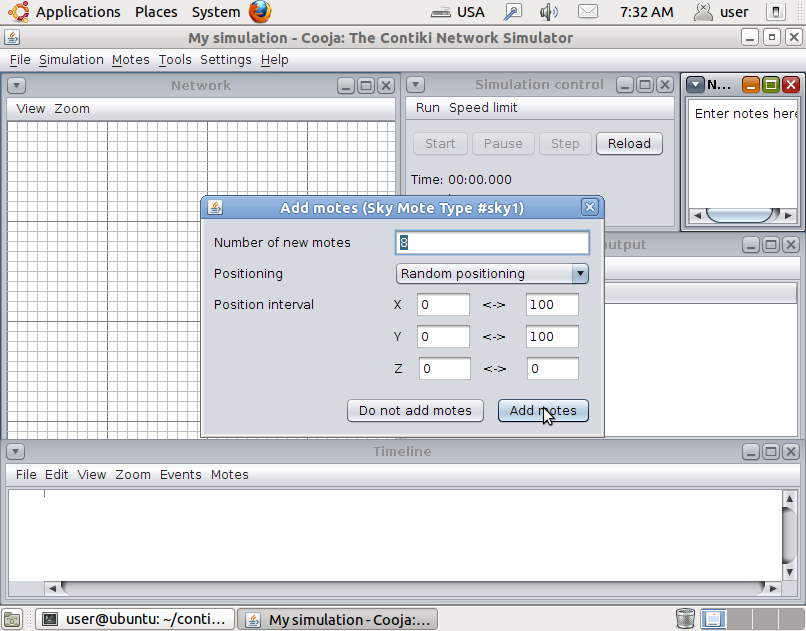 Applications Places System USA 7:32 AM user
My simulation - Cooja: The Contiki Network Simulator
File Simulation Motes Tools Settings Help
Network
View Zoom
Simulation control
Run Speed limit
Start Pause Step Reload
Time: 00:00.000
N...
Enter notes here
Add motes (Sky Mote Type #sky1)
Number of new motes 8
Positioning Random positioning
Position interval X 0 <-> 100
Y 0 <-> 100
Z 0 <-> 0
Do not add motes Add motes
Timeline
File Edit View Zoom Events Motes
user@ubuntu: ~/conti... My simulation - Cooja:...